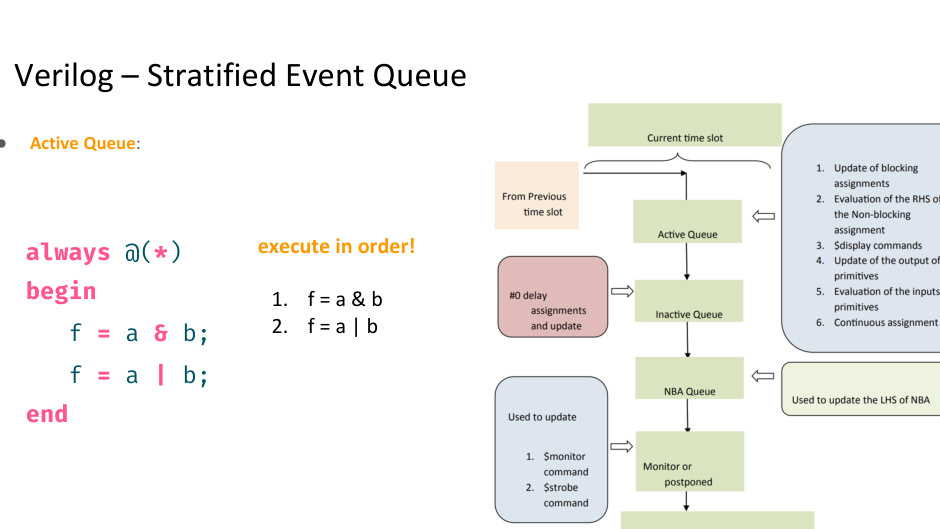 Verilog – Stratified Event Queue
• Active Queue:
always @(*)
begin
f = a & b;
f = a | b;
end
execute in order!
1. f = a & b
2. f = a | b
Current time slot
From Previous
time slot
Active Queue
1. Update of blocking
assignments
2. Evaluation of the RHS of
the Non-blocking
assignment
3. $display commands
4. Update of the output of
primitives
5. Evaluation of the inputs
primitives
6. Continuous assignment
#0 delay
assignments
and update
Inactive Queue
NBA Queue
Used to update the LHS of NBA
Used to update
1. $monitor
command
2. $strobe
command
Monitor or
postponed